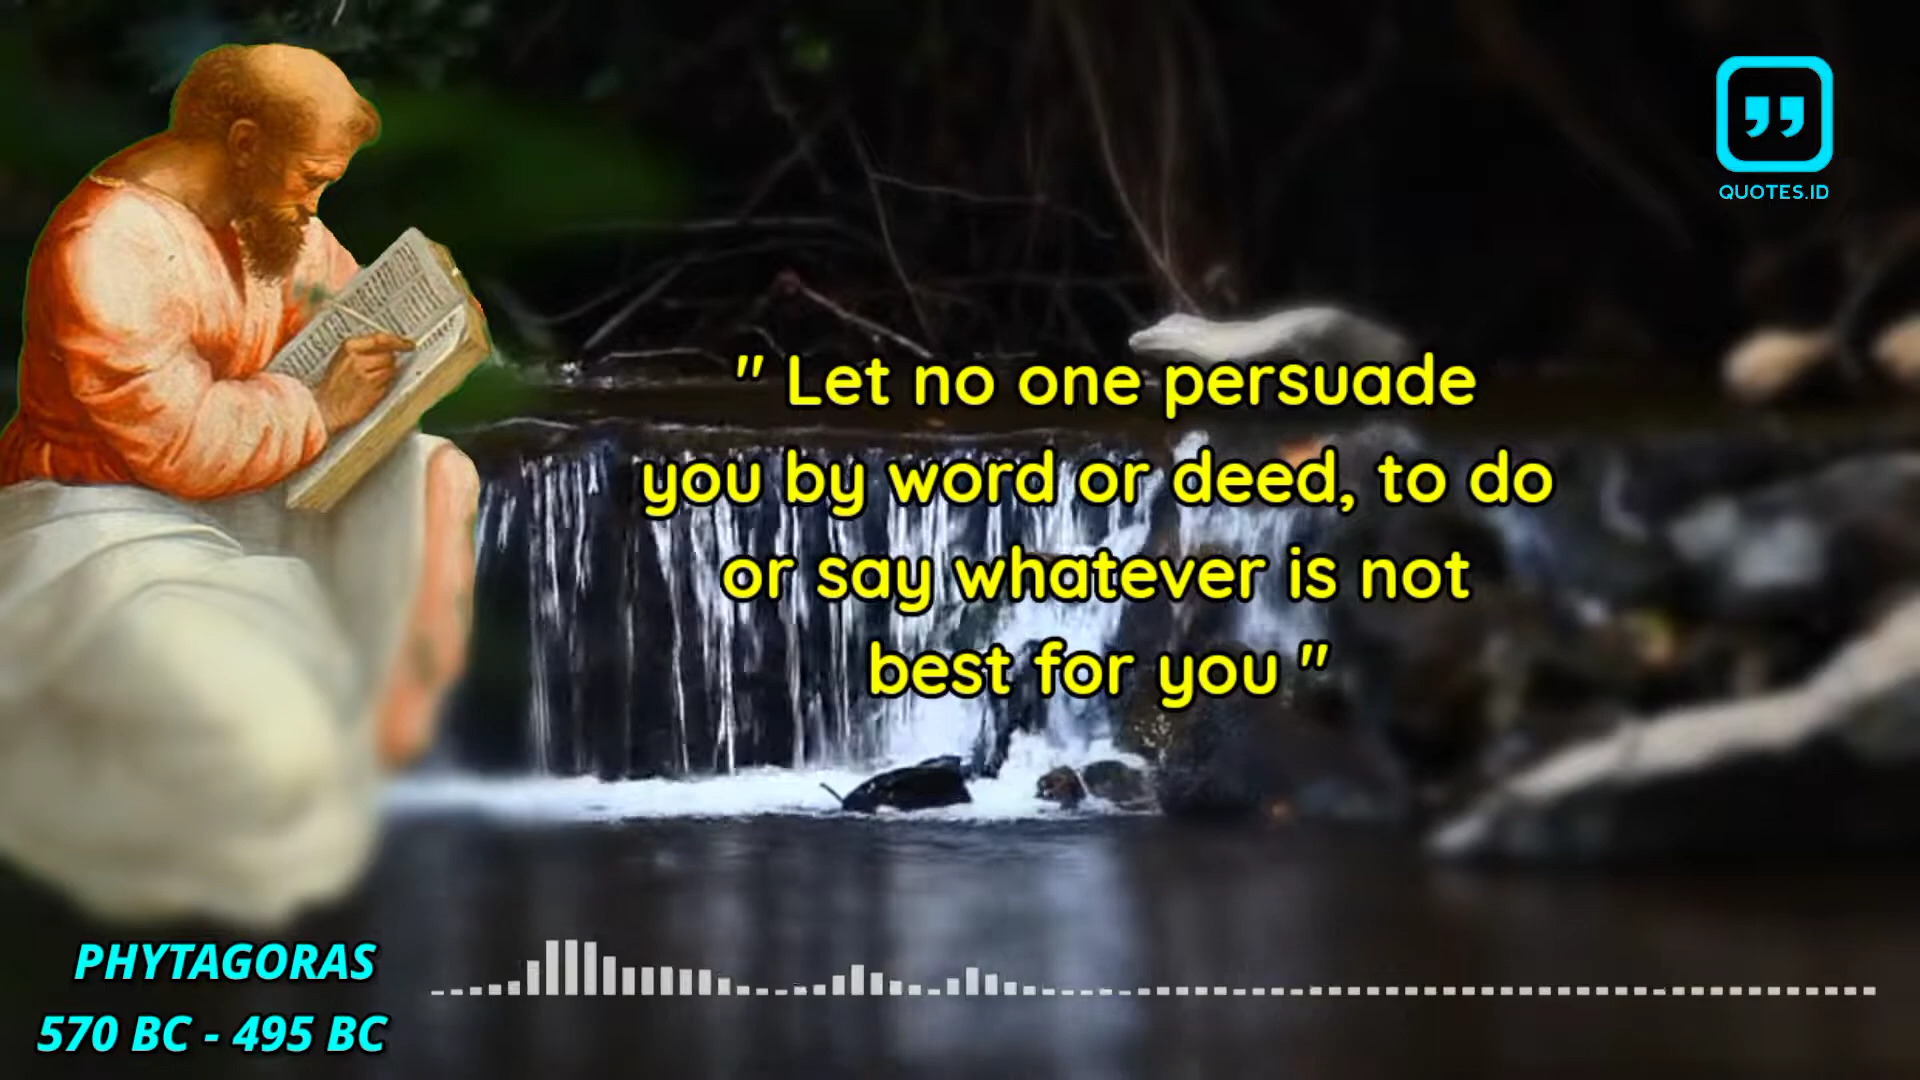 QUOTES.ID
" Let no one persuade
you by word or deed, to do
or say whatever is not
best for you "
PHYTAGORAS
570 BC - 495 BC